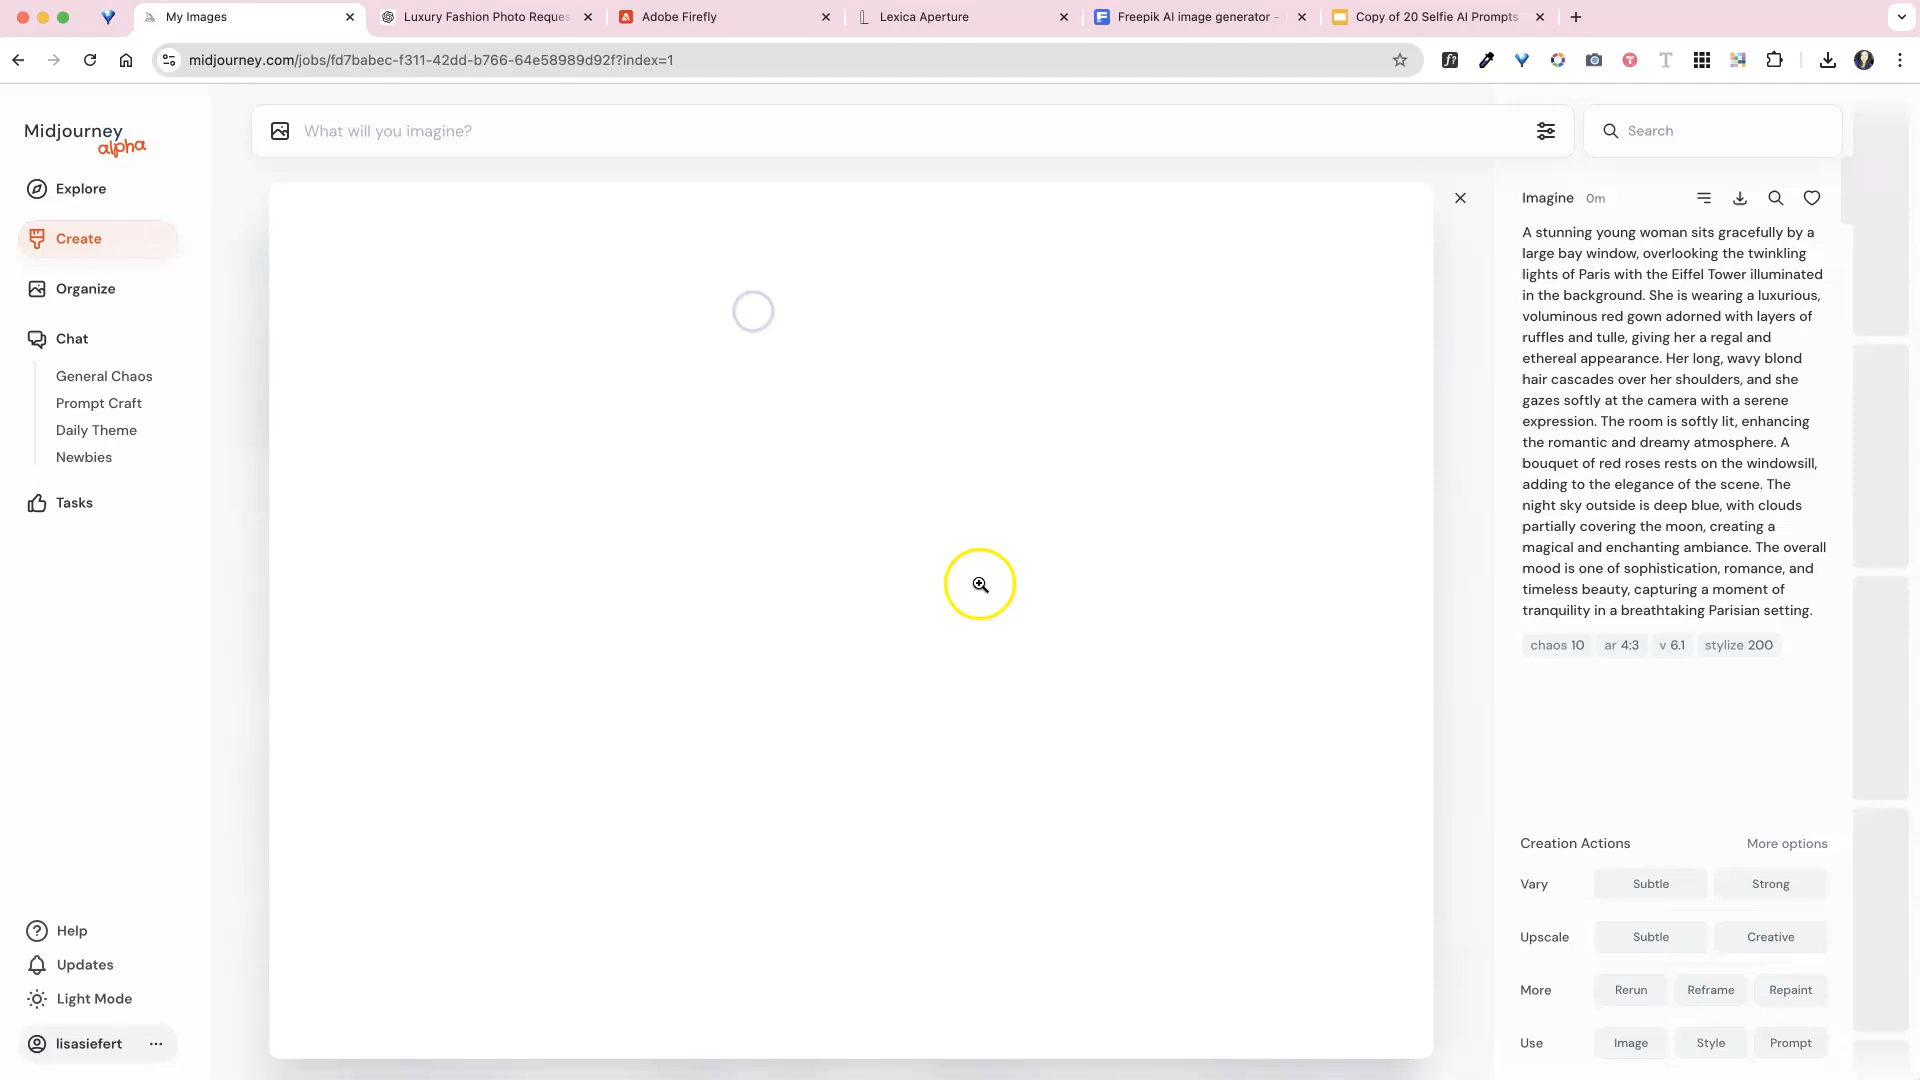 My Images
Luxury Fashion Photo Reques
Adobe Firefly
Lexica Aperture
Freepik AI image generator -
Copy of 20 Selfie AI Prompts
midjourney.com/jobs/fd7babec-f311-42dd-b766-64e58989d92f?index=1
Midjourney
alpha
What will you imagine?
Search
Explore
Create
Organize
Chat
General Chaos
Prompt Craft
Daily Theme
Newbies
Tasks
Help
Updates
Light Mode
lisasiefert
Imagine 0m
A stunning young woman sits gracefully by a
large bay window, overlooking the twinkling
lights of Paris with the Eiffel Tower illuminated
in the background. She is wearing a luxurious,
voluminous red gown adorned with layers of
ruffles and tulle, giving her a regal and
ethereal appearance. Her long, wavy blond
hair cascades over her shoulders, and she
gazes softly at the camera with a serene
expression. The room is softly lit, enhancing
the romantic and dreamy atmosphere. A
bouquet of red roses rests on the windowsill,
adding to the elegance of the scene. The
night sky outside is deep blue, with clouds
partially covering the moon, creating a
magical and enchanting ambiance. The overall
mood is one of sophistication, romance, and
timeless beauty, capturing a moment of
tranquility in a breathtaking Parisian setting.
chaos 10 ar 4:3 v 6.1 stylize 200
Creation Actions More options
Vary Subtle Strong
Upscale Subtle Creative
More Rerun Reframe Repaint
Use Image Style Prompt